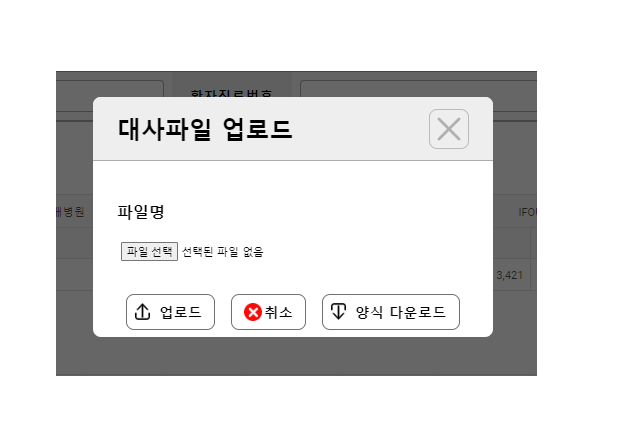 환자진료번호
대사파일 업로드
병원
파일명
파일 선택 선택된 파일 없음
3,421
업로드 취소 양식 다운로드